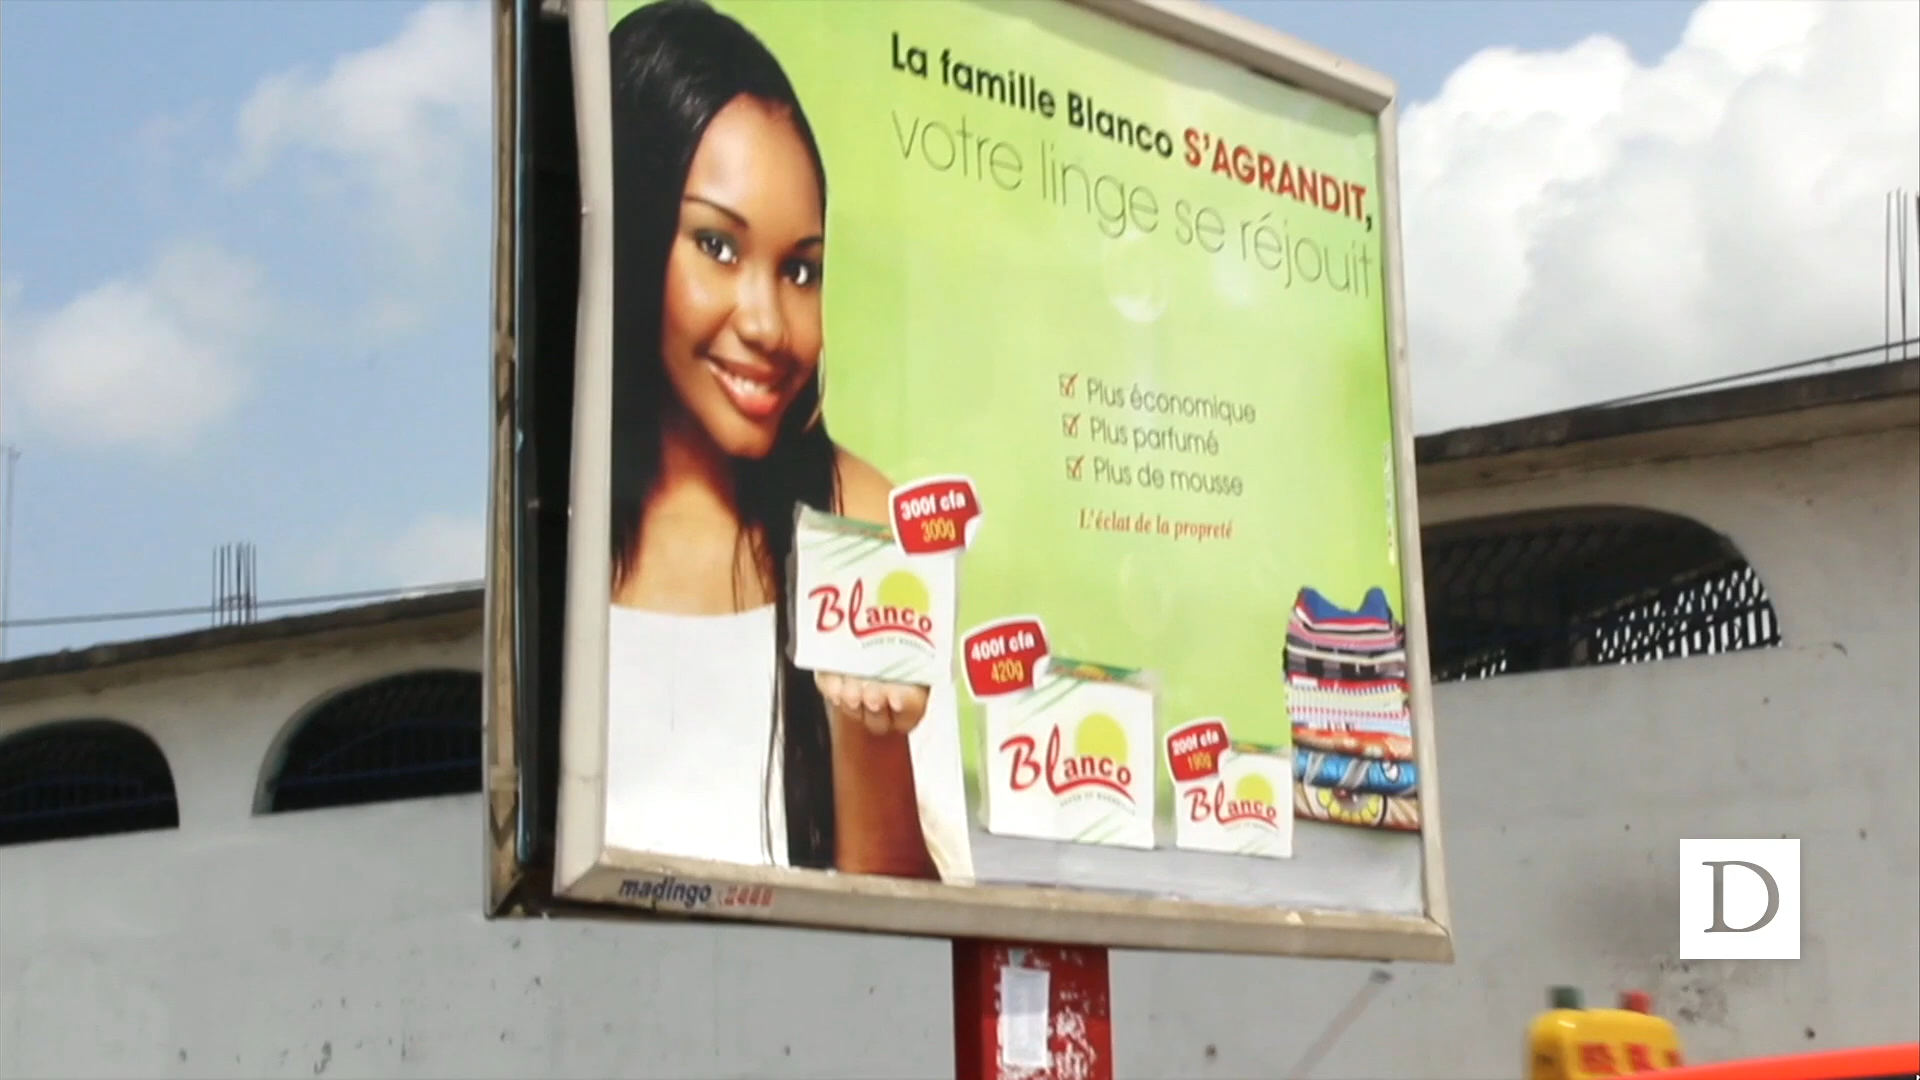 La famille Blanco S'AGRANDIT,
votre linge se réjouit
Plus économique
Plus parfumé
Plus de mousse
L'éclat de la propreté
300f cfa
300g
Blanco
400f cfa
420g
Blanco
200f cfa
190g
Blanco
madingo
D